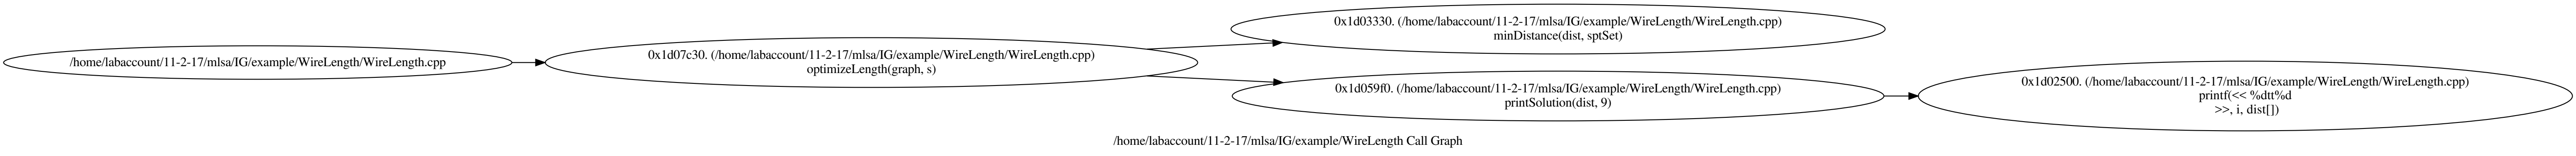 /home/labaccount/11-2-17/mlsa/IG/example/WireLength/WireLength.cpp
0x1d07c30. (/home/labaccount/11-2-17/mlsa/IG/example/WireLength/WireLength.cpp)
optimizeLength(graph, s)
0x1d03330. (/home/labaccount/11-2-17/mlsa/IG/example/WireLength/WireLength.cpp)
minDistance(dist, sptSet)
0x1d059f0. (/home/labaccount/11-2-17/mlsa/IG/example/WireLength/WireLength.cpp)
printSolution(dist, 9)
0x1d02500. (/home/labaccount/11-2-17/mlsa/IG/example/WireLength/WireLength.cpp)
printf(<< %dtt%d
>>, i, dist[])
/home/labaccount/11-2-17/mlsa/IG/example/WireLength Call Graph